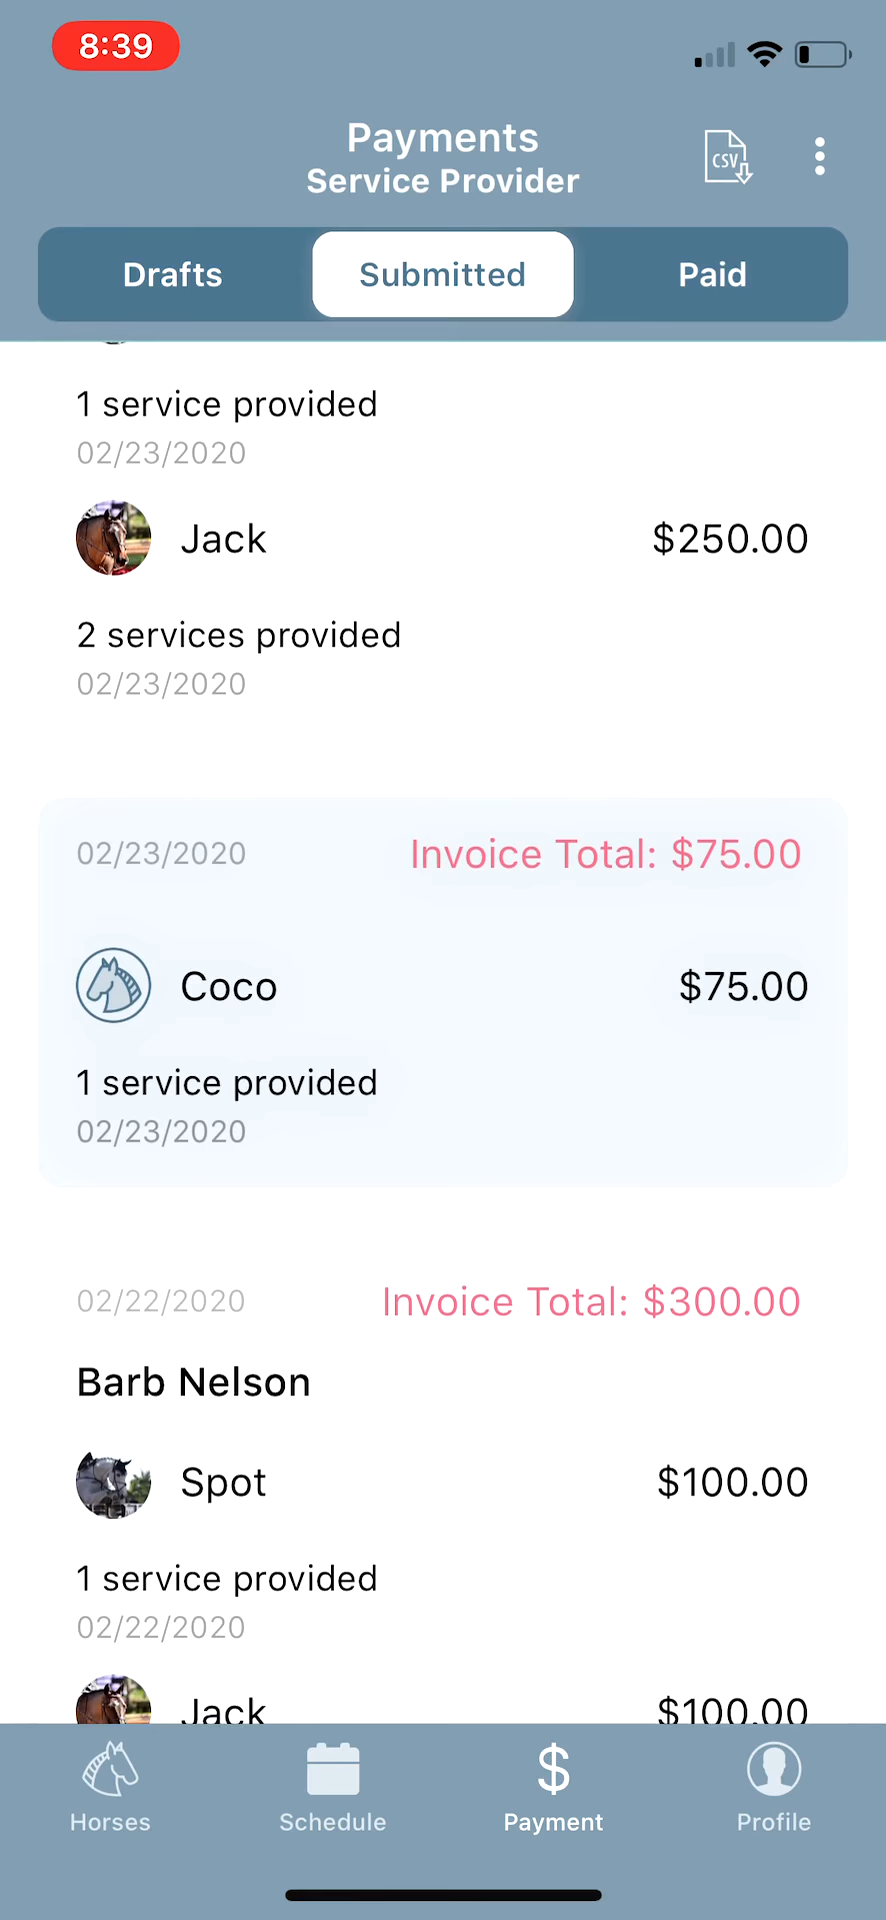 8:39
Payments
Service Provider
CSV
Drafts
Submitted
Paid
1 service provided
02/23/2020
Jack
$250.00
2 services provided
02/23/2020
02/23/2020
Invoice Total: $75.00
Coco
$75.00
1 service provided
02/23/2020
02/22/2020
Invoice Total: $300.00
Barb Nelson
Spot
$100.00
1 service provided
02/22/2020
Jack
$100.00
Horses
Schedule
Payment
Profile